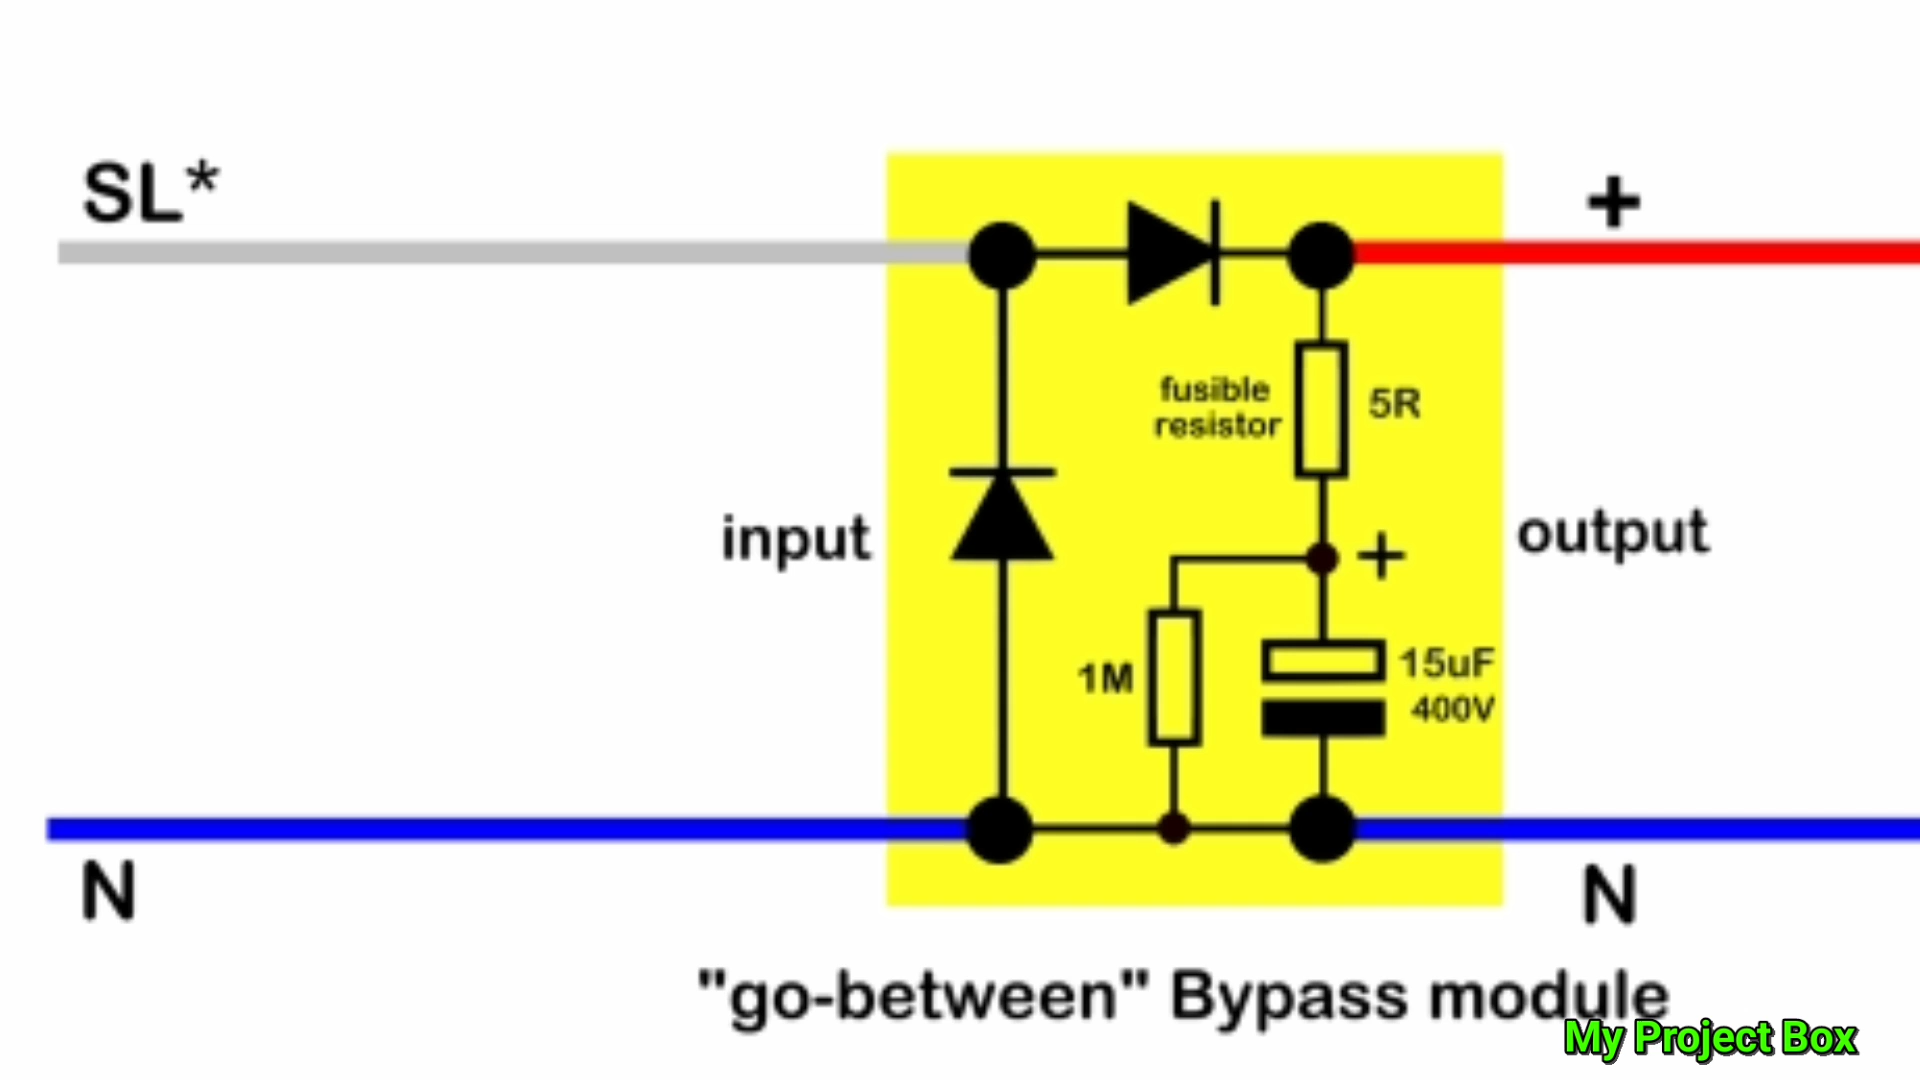 SL*
+
fusible
resistor
5R
input
+
output
1M
15uF
400V
N
N
"go-between" Bypass module
My Project Box